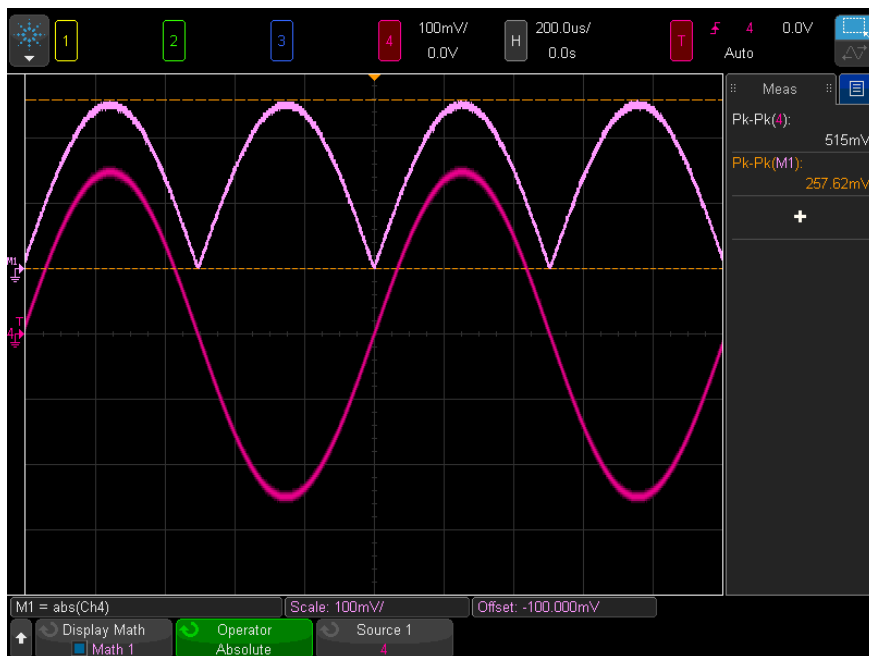 1 2 3 4 100mV/ H 200.0us/ T 4 0.0V
0.0V 0.0s Auto
Meas
Pk-Pk(4):
515mV
Pk-Pk(M1):
257.62mV
+
M1
T
4
M1 = abs(Ch4) Scale: 100mV/ Offset: -100.000mV
Display Math Operator Source 1
Math 1 Absolute 4